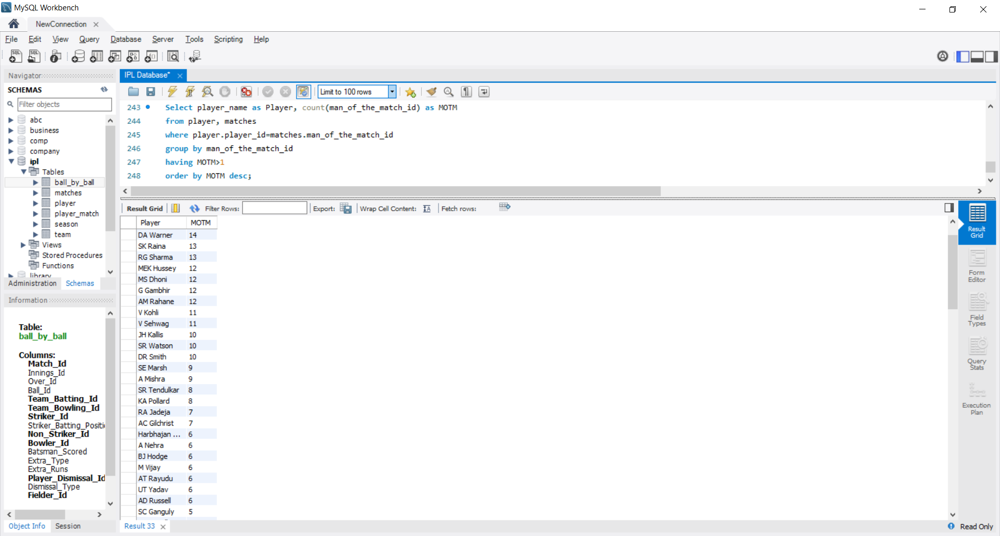 MySQL Workbench
NewConnection
File Edit View Query Database Server Tools Scripting Help
Navigator
SCHEMAS
Filter objects
abc
business
comp
company
ipl
Tables
ball_by_ball
matches
player
player_match
season
team
Views
Stored Procedures
Functions
library
Administration Schemas
Information
Table:
ball_by_ball
Columns:
Match_Id
Innings_Id
Over_Id
Ball_Id
Team_Batting_Id
Team_Bowling_Id
Striker_Id
Striker_Batting_Positi
Non_Striker_Id
Bowler_Id
Batsman_Scored
Extra_Type
Extra_Runs
Player_Dismissal_Id
Dismissal_Type
Fielder_Id
Object Info Session
IPL Database*
Limit to 100 rows
243 Select player_name as Player, count(man_of_the_match_id) as MOTM
244 from player, matches
245 where player.player_id=matches.man_of_the_match_id
246 group by man_of_the_match_id
247 having MOTM>1
248 order by MOTM desc;
Result Grid Filter Rows: Export: Wrap Cell Content: Fetch rows:
Player MOTM
DA Warner 14
SK Raina 13
RG Sharma 13
MEK Hussey 12
MS Dhoni 12
G Gambhir 12
AM Rahane 12
V Kohli 11
V Sehwag 11
JH Kallis 10
SR Watson 10
DR Smith 10
SE Marsh 9
A Mishra 9
SR Tendulkar 8
KA Pollard 8
RA Jadeja 7
AC Gilchrist 7
Harbhajan ... 6
A Nehra 6
BJ Hodge 6
M Vijay 6
AT Rayudu 6
UT Yadav 6
AD Russell 6
SC Ganguly 5
Result 33
Result
Grid
Form
Editor
Field
Types
Query
Stats
Execution
Plan
Read Only